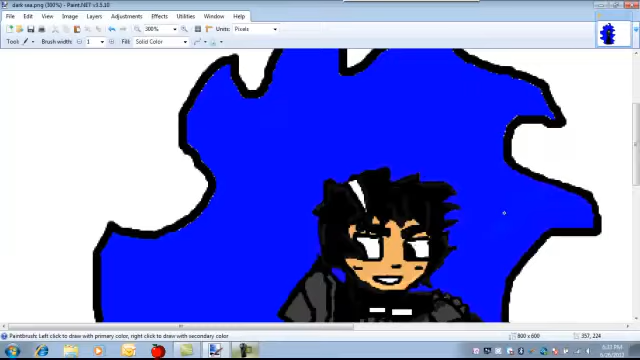 dark sea.png (300%) - Paint.NET v3.5.10
File Edit View Image Layers Adjustments Effects Utilities Window Help
300% Units: Pixels
Tool: Brush width: 1 Fill: Solid Color
Paintbrush: Left click to draw with primary color, right click to draw with secondary color 800 x 600 357, 224